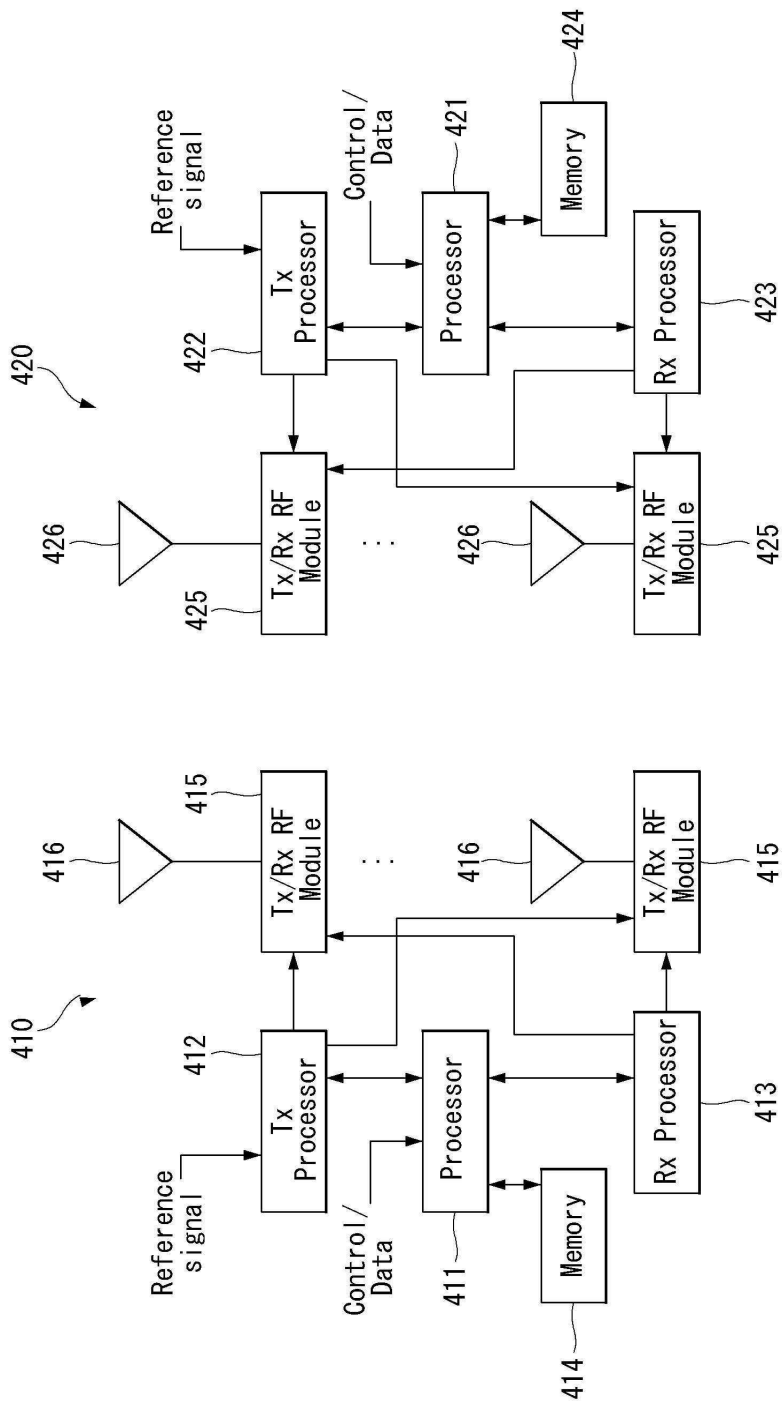 410
Reference
signal
412
Tx
Processor
416
415
Tx/Rx RF
Module
Control/
Data
411
Processor
...
414
Memory
416
413
Rx Processor
415
Tx/Rx RF
Module
420
426
425
Tx/Rx RF
Module
422
Tx
Processor
Reference
signal
...
Control/
Data
421
Processor
426
424
Memory
425
Tx/Rx RF
Module
423
Rx Processor